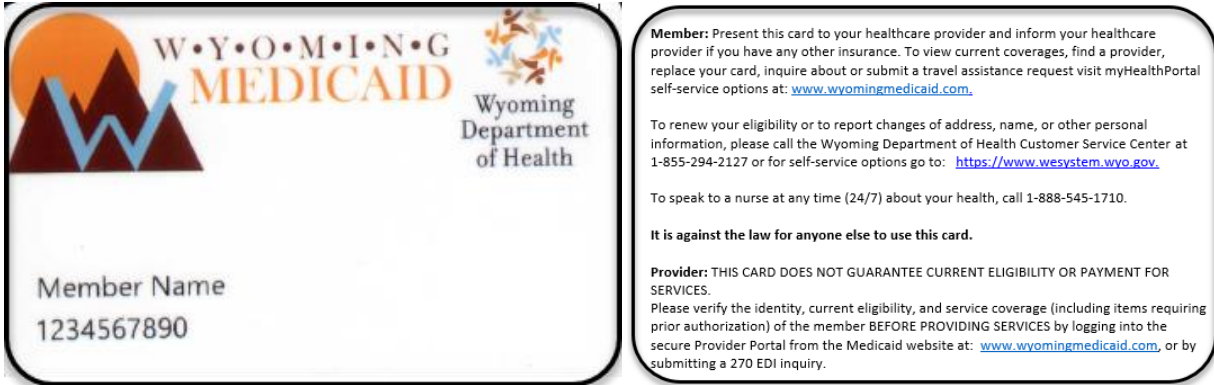 W•Y•O•M•I•N•G
MEDICAID
Wyoming
Department
of Health
Member Name
1234567890
Member: Present this card to your healthcare provider and inform your healthcare
provider if you have any other insurance. To view current coverages, find a provider,
replace your card, inquire about or submit a travel assistance request visit myHealthPortal
self-service options at: www.wyomingmedicaid.com.
To renew your eligibility or to report changes of address, name, or other personal
information, please call the Wyoming Department of Health Customer Service Center at
1-855-294-2127 or for self-service options go to: https://www.wesystem.wyo.gov.
To speak to a nurse at any time (24/7) about your health, call 1-888-545-1710.
It is against the law for anyone else to use this card.
Provider: THIS CARD DOES NOT GUARANTEE CURRENT ELIGIBILITY OR PAYMENT FOR
SERVICES.
Please verify the identity, current eligibility, and service coverage (including items requiring
prior authorization) of the member BEFORE PROVIDING SERVICES by logging into the
secure Provider Portal from the Medicaid website at: www.wyomingmedicaid.com, or by
submitting a 270 EDI inquiry.